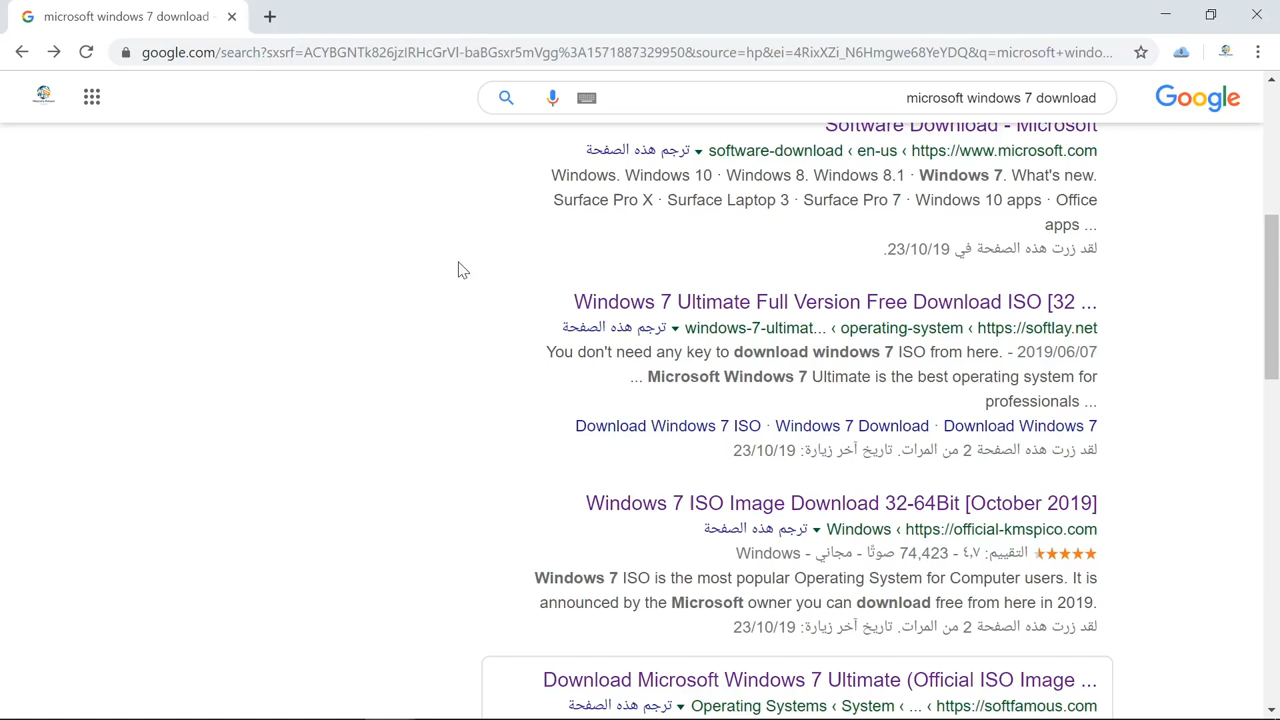 microsoft windows 7 download
google.com/search?sxsrf=ACYBGNTk826jzIRHcGrVl-baBGsxr5mVgg%3A1571887329950&source=hp&ei=4RixXZi_N6Hmgwe68YeYDQ&q=microsoft+windo...
microsoft windows 7 download
Google
Software Download - Microsoft
https://www.microsoft.com › en-us › software-download ترجم هذه الصفحة
Windows. Windows 10 · Windows 8. Windows 8.1 · Windows 7. What's new.
Surface Pro X · Surface Laptop 3 · Surface Pro 7 · Windows 10 apps · Office
apps ...
لقد زرت هذه الصفحة في 23/10/19.
Windows 7 Ultimate Full Version Free Download ISO [32 ...
https://softlay.net › operating-system › windows-7-ultimat... ترجم هذه الصفحة
2019/06/07 - You don't need any key to download windows 7 ISO from here.
... Microsoft Windows 7 Ultimate is the best operating system for
professionals ...
Download Windows 7 · Windows 7 Download · Download Windows 7 ISO
لقد زرت هذه الصفحة 2 من المرات. تاريخ آخر زيارة: 23/10/19
Windows 7 ISO Image Download 32-64Bit [October 2019]
https://official-kmspico.com › Windows ترجم هذه الصفحة
التقييم: ٤٫٧ - 74,423 صوتًا - مجاني - Windows
Windows 7 ISO is the most popular Operating System for Computer users. It is
announced by the Microsoft owner you can download free from here in 2019.
لقد زرت هذه الصفحة 2 من المرات. تاريخ آخر زيارة: 23/10/19
Download Microsoft Windows 7 Ultimate (Official ISO Image ...
https://softfamous.com › ... › System › Operating Systems ترجم هذه الصفحة